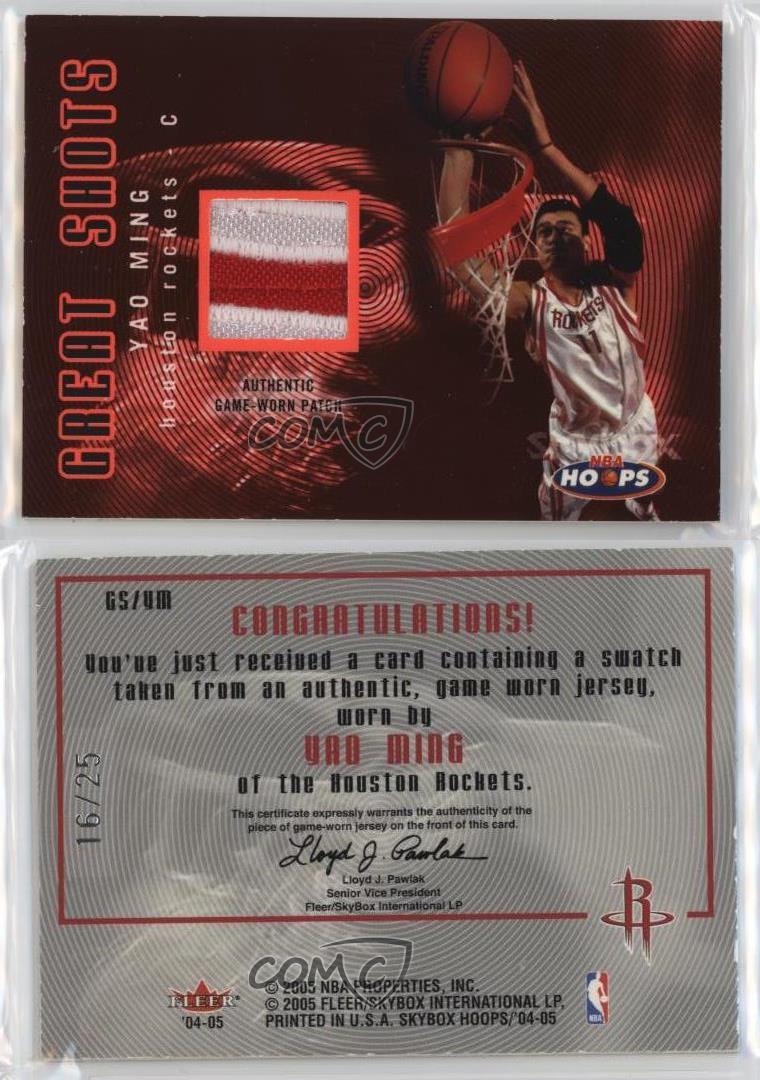 GREAT SHOTS
YAO MING
houston rockets - C
SPALDING
ROCKETS
11
AUTHENTIC
GAME-WORN PATCH
COMC
SKYBOX
NBA
HOOPS
GS/YM
CONGRATULATIONS!
You've just received a card containing a swatch
taken from an authentic, game worn jersey,
worn by
YAO MING
of the Houston Rockets.
16/25
This certificate expressly warrants the authenticity of the
piece of game-worn jersey on the front of this card.
Lloyd J. Pawlak
Lloyd J. Pawlak
Senior Vice President
Fleer/SkyBox International LP
R
COMC
FLEER®
'04-05
© 2005 NBA PROPERTIES, INC.
© 2005 FLEER/SKYBOX INTERNATIONAL LP,
PRINTED IN U.S.A. SKYBOX HOOPS/'04-05
NBA